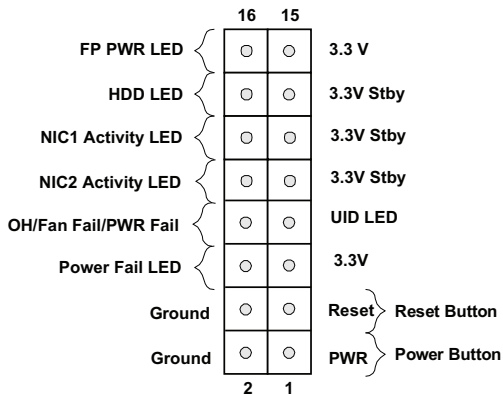 16 15
FP PWR LED 3.3 V
HDD LED 3.3V Stby
NIC1 Activity LED 3.3V Stby
NIC2 Activity LED 3.3V Stby
OH/Fan Fail/PWR Fail UID LED
Power Fail LED 3.3V
Ground Reset Reset Button
Ground PWR Power Button
2 1